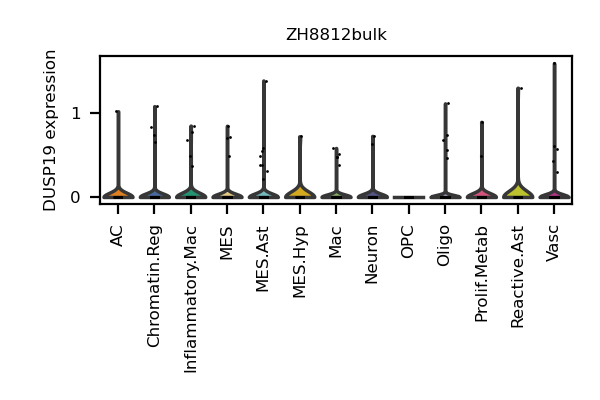 ZH8812bulk
DUSP19 expression
1
0
AC
Chromatin.Reg
Inflammatory.Mac
MES
MES.Ast
MES.Hyp
Mac
Neuron
OPC
Oligo
Prolif.Metab
Reactive.Ast
Vasc